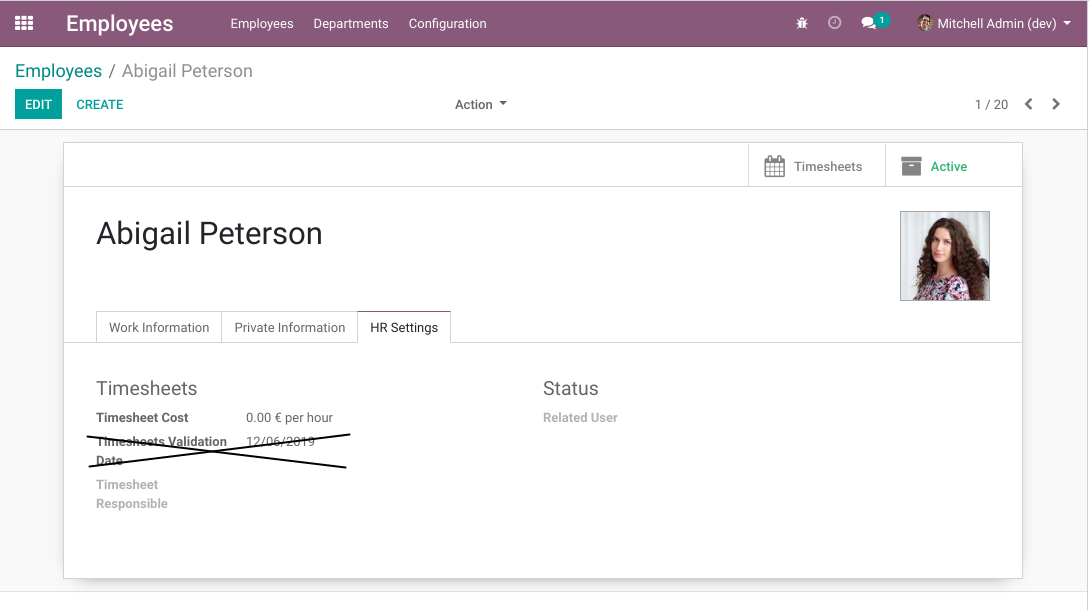 Employees Employees Departments Configuration 1 Mitchell Admin (dev)
Employees / Abigail Peterson
EDIT CREATE Action 1 / 20
Timesheets Active
Abigail Peterson
Work Information Private Information HR Settings
Timesheets Status
Timesheet Cost 0.00 € per hour Related User
Timesheets Validation 12/06/2019
Date
Timesheet
Responsible